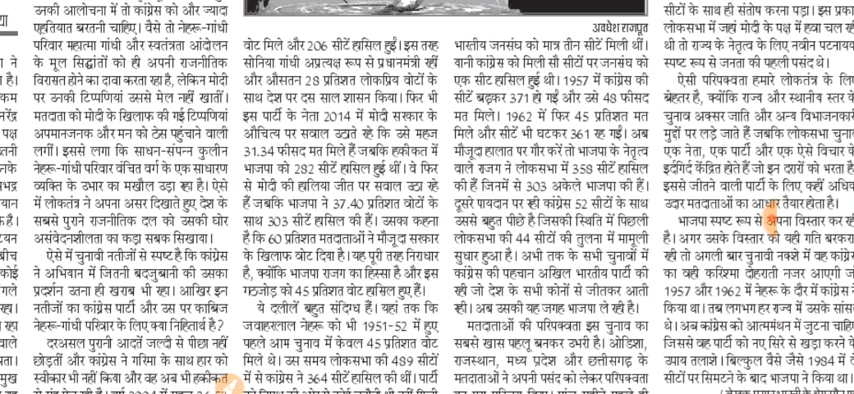 उनकी आलोचना में तो कांग्रेस को और ज्यादा
एहतियात बरतनी चाहिए। वैसे तो नेहरू-गांधी
परिवार महात्मा गांधी और स्वतंत्रता आंदोलन
के मूल सिद्धांतों को ही अपनी राजनीतिक
विरासत होने का दावा करता रहा है, लेकिन मोदी
पर उनकी टिप्पणियां उससे मेल नहीं खातीं।
मतदाता को मोदी के खिलाफ की गई टिप्पणियां
अपमानजनक और मन को ठेस पहुंचाने वाली
लगीं। इससे लगा कि साधन-संपन्न कुलीन
नेहरू-गांधी परिवार वंचित वर्ग के एक साधारण
व्यक्ति के उभार का मखौल उड़ा रहा है। ऐसे
में लोकतंत्र ने अपना असर दिखाते हुए देश के
सबसे पुराने राजनीतिक दल को उसकी घोर
असंवेदनशीलता का कड़ा सबक सिखाया।
ऐसे में चुनावी नतीजों से स्पष्ट है कि कांग्रेस
ने अभियान में जितनी बदजुबानी की उसका
प्रदर्शन उतना ही खराब भी रहा। आखिर इन
नतीजों का कांग्रेस पार्टी और उस पर काबिज
नेहरू-गांधी परिवार के लिए क्या निहितार्थ है?
दरअसल पुरानी आदतें जल्दी से पीछा नहीं
छोड़तीं और कांग्रेस ने गरिमा के साथ हार को
स्वीकार भी नहीं किया और वह अब भी हकीकत
अवधेश राजपूत
वोट मिले और 206 सीटें हासिल हुईं। इस तरह
सोनिया गांधी अप्रत्यक्ष रूप से प्रधानमंत्री रहीं
और औसतन 28 प्रतिशत लोकप्रिय वोटों के
साथ देश पर दस साल शासन किया। फिर भी
इस पार्टी के नेता 2014 में मोदी सरकार के
औचित्य पर सवाल उठाते रहे कि उसे महज
31.34 फीसद मत मिले हैं जबकि हकीकत में
भाजपा को 282 सीटें हासिल हुई थीं। वे फिर
से मोदी की हालिया जीत पर सवाल उठा रहे
हैं जबकि भाजपा ने 37.40 प्रतिशत वोटों के
साथ 303 सीटें हासिल की हैं। उसका कहना
है कि 60 प्रतिशत मतदाताओं ने मौजूदा सरकार
के खिलाफ वोट दिया है। यह पूरी तरह निराधार
है, क्योंकि भाजपा राजग का हिस्सा है और इस
गठजोड़ को 45 प्रतिशत वोट हासिल हुए हैं।
ये दलीलें बहुत संदिग्ध हैं। यहां तक कि
जवाहरलाल नेहरू को भी 1951-52 में हुए
पहले आम चुनाव में केवल 45 प्रतिशत वोट
मिले थे। उस समय लोकसभा की 489 सीटों
में से कांग्रेस ने 364 सीटें हासिल की थीं। पार्टी
भारतीय जनसंघ को मात्र तीन सीटें मिली थीं।
यानी कांग्रेस को मिली सौ सीटों पर जनसंघ को
एक सीट हासिल हुई थी। 1957 में कांग्रेस की
सीटें बढ़कर 371 हो गईं और उसे 48 फीसद
मत मिले। 1962 में फिर 45 प्रतिशत मत
मिले और सीटें भी घटकर 361 रह गईं। अब
मौजूदा हालात पर गौर करें तो भाजपा के नेतृत्व
वाले राजग ने लोकसभा में 358 सीटें हासिल
की हैं जिनमें से 303 अकेले भाजपा की हैं।
दूसरे पायदान पर रही कांग्रेस 52 सीटों के साथ
उससे बहुत पीछे है जिसकी स्थिति में पिछली
लोकसभा की 44 सीटों की तुलना में मामूली
सुधार हुआ है। अभी तक के सभी चुनावों में
कांग्रेस की पहचान अखिल भारतीय पार्टी की
रही जो देश के सभी कोनों से जीतकर आती
रही। अब उसकी यह जगह भाजपा ले रही है।
मतदाताओं की परिपक्वता इस चुनाव का
सबसे खास पहलू बनकर उभरी है। ओडिशा,
राजस्थान, मध्य प्रदेश और छत्तीसगढ़ के
मतदाताओं ने अपनी पसंद को लेकर परिपक्वता
सीटों के साथ ही संतोष करना पड़ा। इस प्रका
लोकसभा में जहां मोदी के पक्ष में हवा चल रही
थी तो राज्य के नेतृत्व के लिए नवीन पटनायक
स्पष्ट रूप से जनता की पहली पसंद थे।
ऐसी परिपक्वता हमारे लोकतंत्र के लिए
बेहतर है, क्योंकि राज्य और स्थानीय स्तर के
चुनाव अक्सर जाति और अन्य विभाजनकारी
मुद्दों पर लड़े जाते हैं जबकि लोकसभा चुनाव
एक नेता, एक पार्टी और एक ऐसे विचार के
इर्दगिर्द केंद्रित होते हैं जो इन दरारों को भरता है।
इससे जीतने वाली पार्टी के लिए कहीं अधिक
उदार मतदाताओं का आधार तैयार होता है।
भाजपा स्पष्ट रूप से अपना विस्तार कर रही
है। अगर उसके विस्तार की यही गति बरकरार
रही तो अगली बार चुनावी नक्शे में वह कांग्रेस
का वही करिश्मा दोहराती नजर आएगी जो
1957 और 1962 में नेहरू के दौर में कांग्रेस ने
किया था। तब लगभग हर राज्य में उसके सांसद
थे। अब कांग्रेस को आत्ममंथन में जुटना चाहिए
जिससे वह पार्टी को नए सिरे से खड़ा करने के
उपाय तलाशे। बिल्कुल वैसे जैसे 1984 में दो
सीटों पर सिमटने के बाद भाजपा ने किया था।